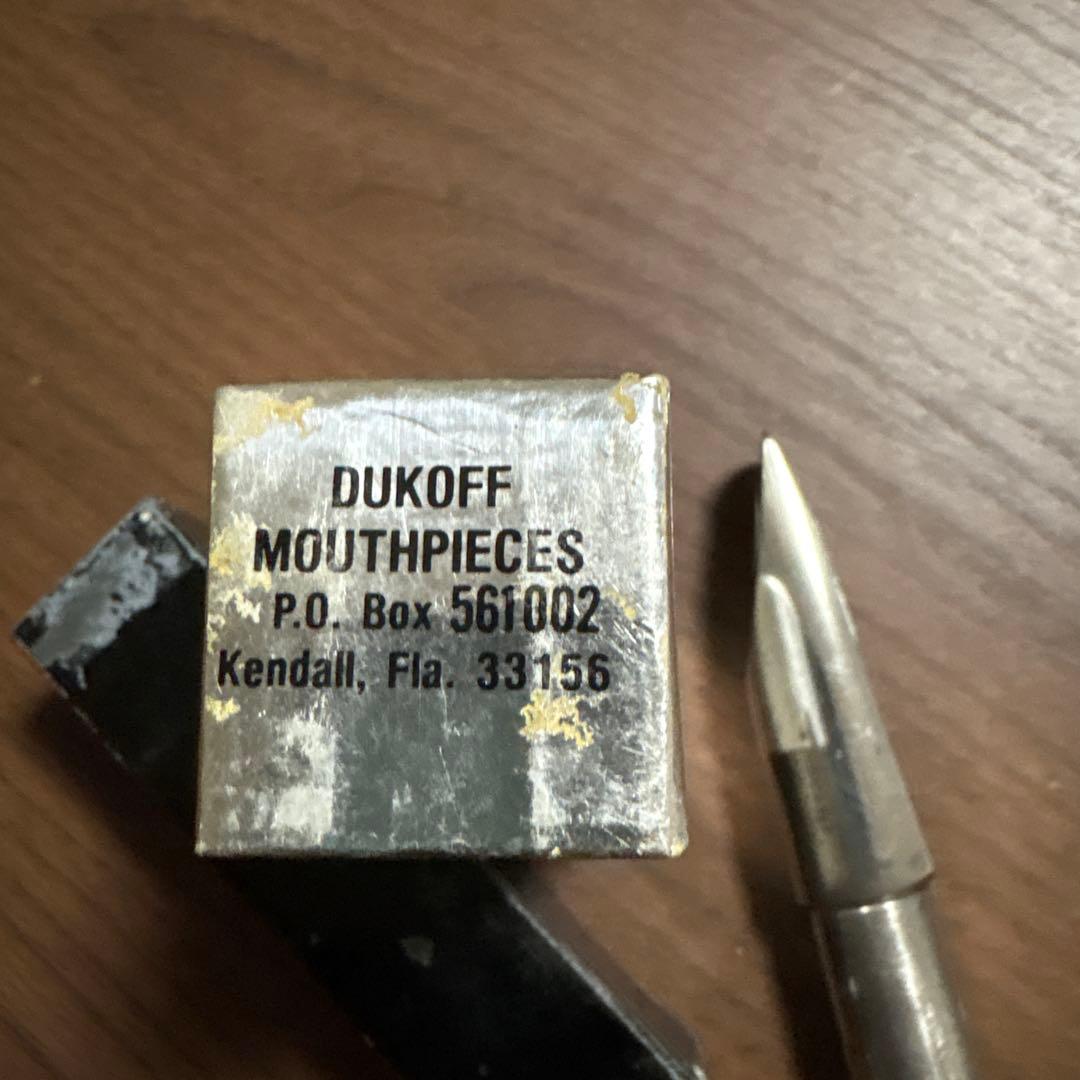 DUKOFF
MOUTHPIECES
P.O. Box 561002
Kendall, Fla. 33156